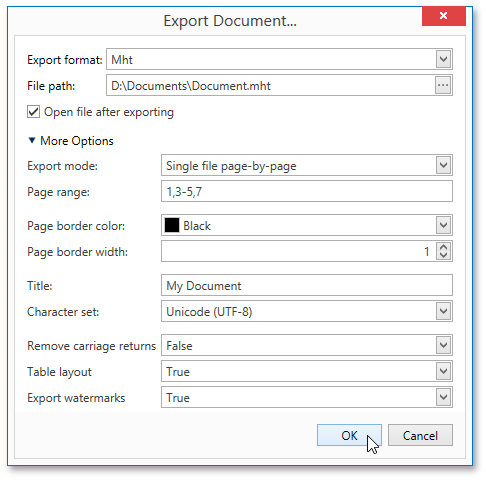 Export Document...
Export format: Mht
File path: D:\Documents\Document.mht ...
Open file after exporting
More Options
Export mode: Single file page-by-page
Page range: 1,3-5,7
Page border color: Black
Page border width: 1
Title: My Document
Character set: Unicode (UTF-8)
Remove carriage returns False
Table layout True
Export watermarks True
OK Cancel